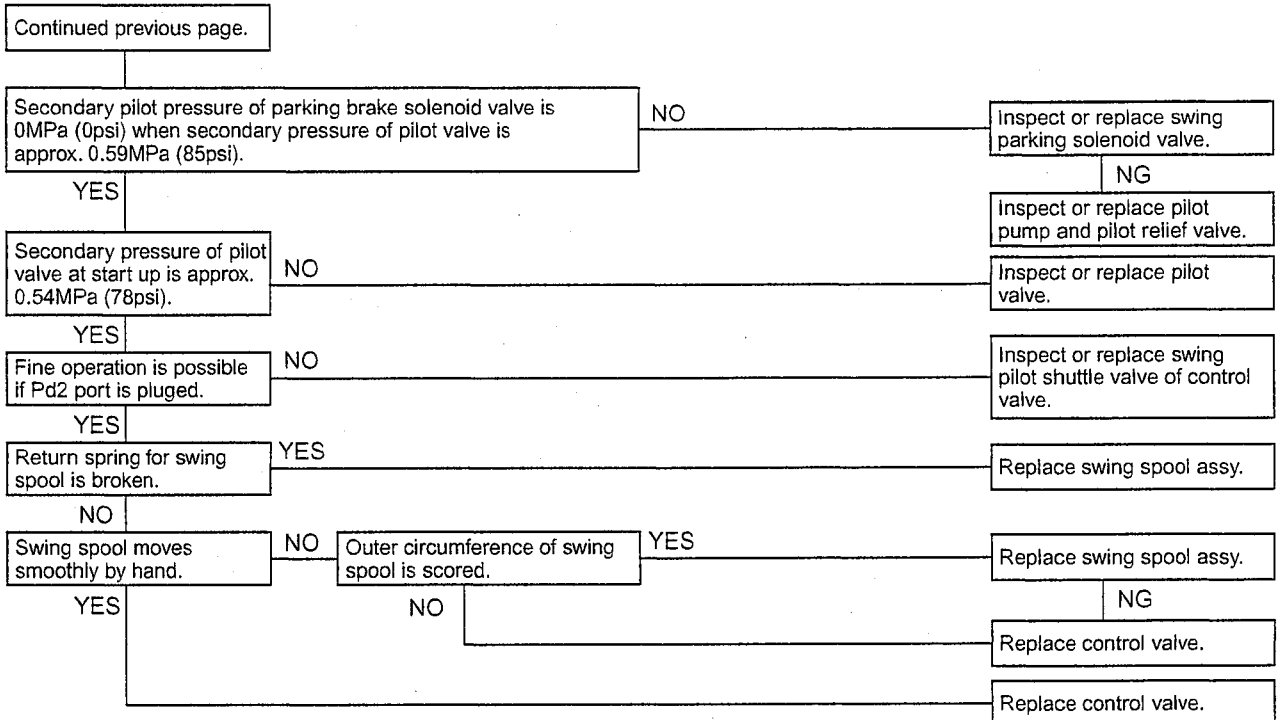 Continued previous page.
Secondary pilot pressure of parking brake solenoid valve is
0MPa (0psi) when secondary pressure of pilot valve is
approx. 0.59MPa (85psi).
NO
Inspect or replace swing
parking solenoid valve.
NG
Inspect or replace pilot
pump and pilot relief valve.
YES
Secondary pressure of pilot
valve at start up is approx.
0.54MPa (78psi).
NO
Inspect or replace pilot
valve.
YES
Fine operation is possible
if Pd2 port is pluged.
NO
Inspect or replace swing
pilot shuttle valve of control
valve.
YES
Return spring for swing
spool is broken.
YES
Replace swing spool assy.
NO
Swing spool moves
smoothly by hand.
NO
Outer circumference of swing
spool is scored.
YES
Replace swing spool assy.
NG
NO
Replace control valve.
YES
Replace control valve.